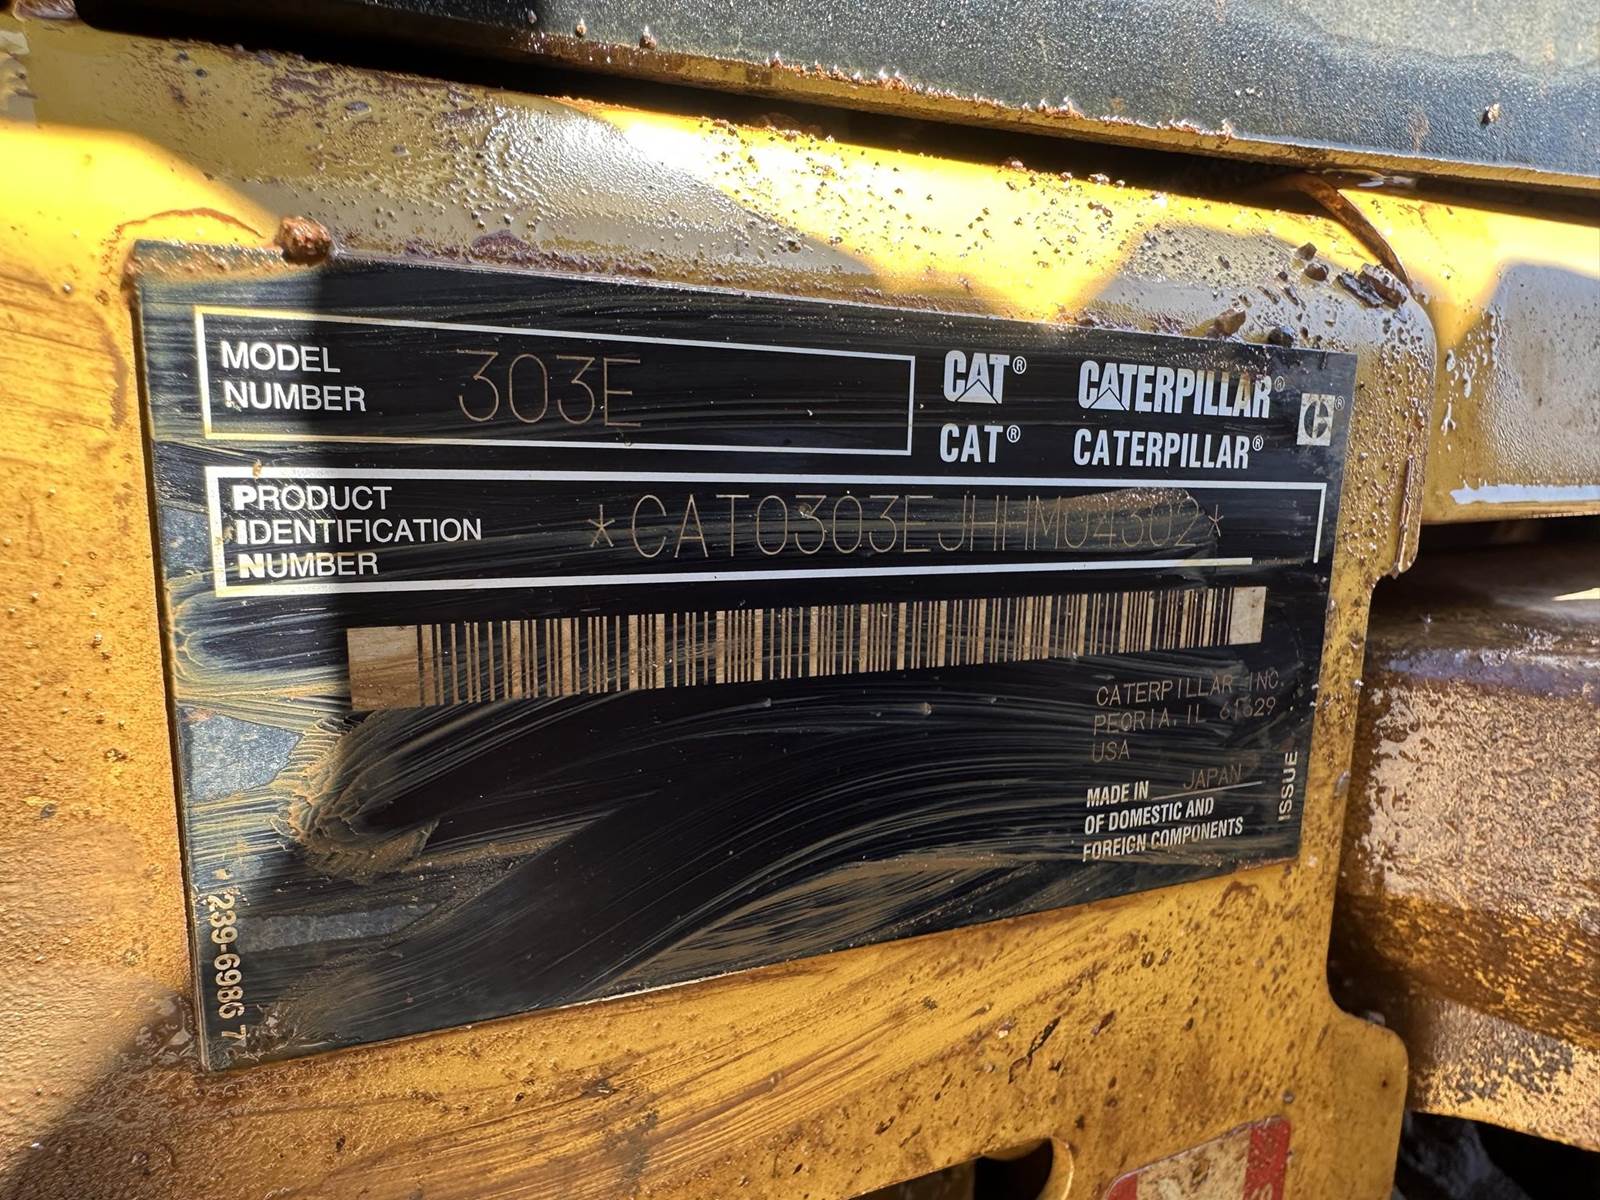 MODEL
NUMBER
303E
CAT® CATERPILLAR®
CAT® CATERPILLAR®
C®
PRODUCT
IDENTIFICATION
NUMBER
*CAT0303EJHHM04302*
CATERPILLAR INC.
PEORIA, IL 61629
USA
MADE IN JAPAN
OF DOMESTIC AND
FOREIGN COMPONENTS
ISSUE
239-6986 7